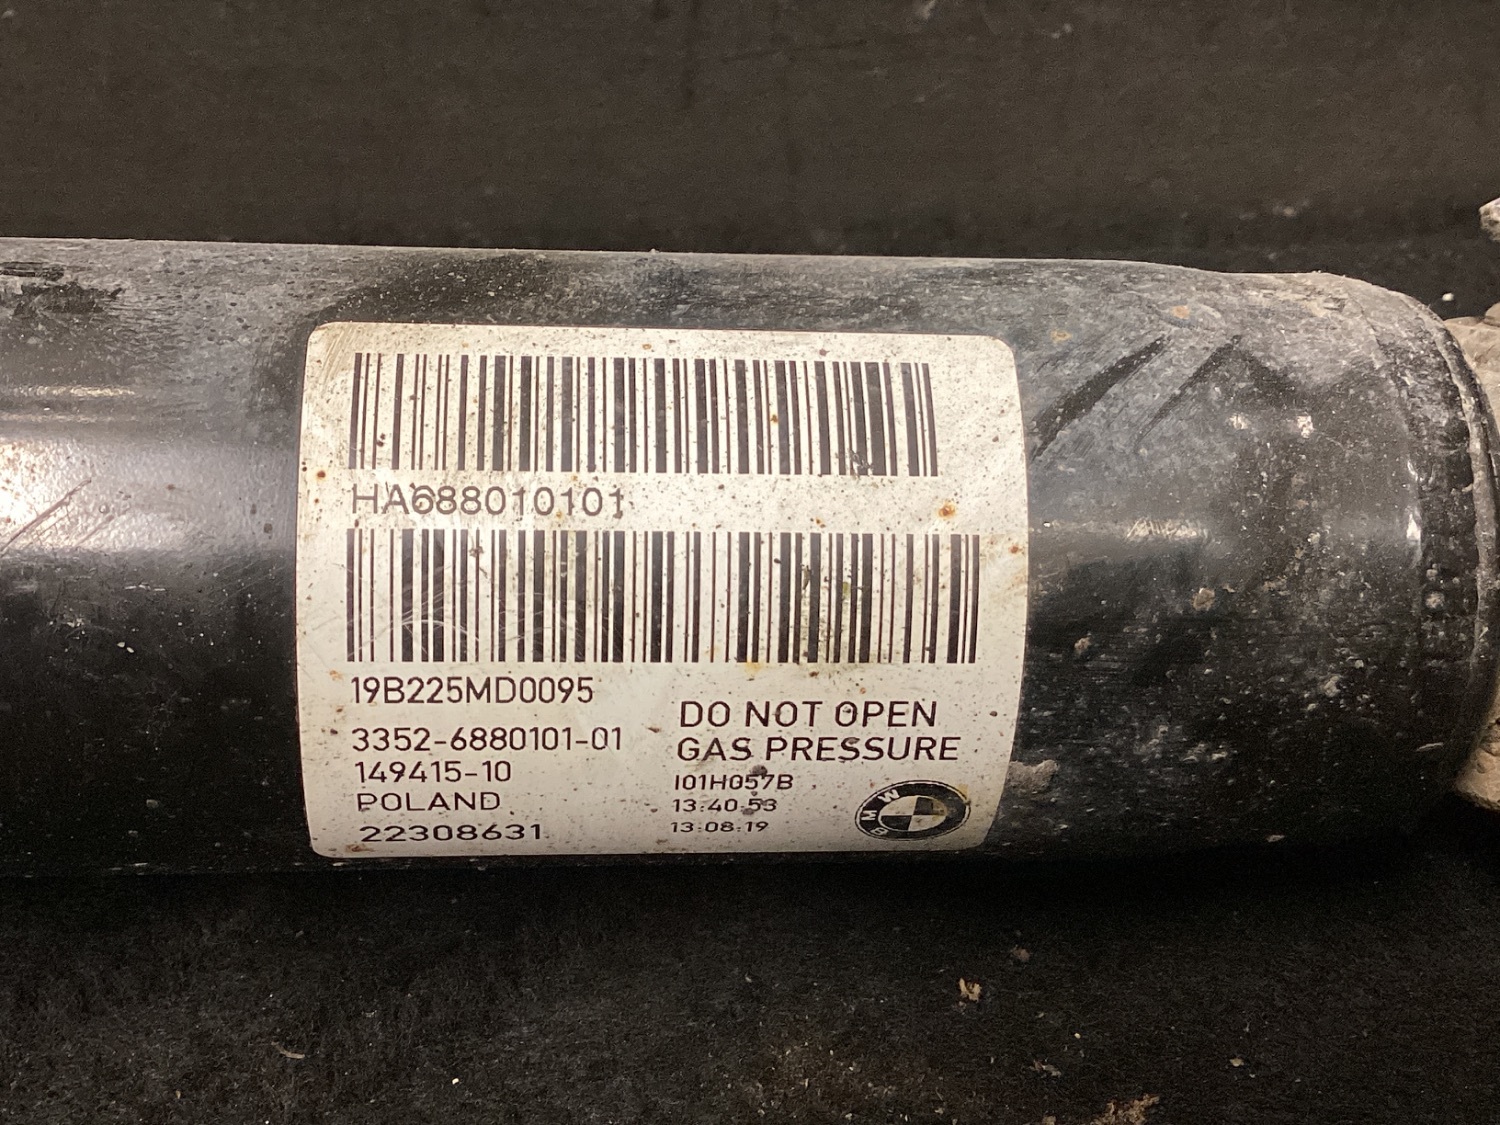 HA688010101
19B225MD0095
3352-6880101-01
149415-10
POLAND
22308631
DO NOT OPEN
GAS PRESSURE
I01H057B
13:40:53
13:08:19
BMW